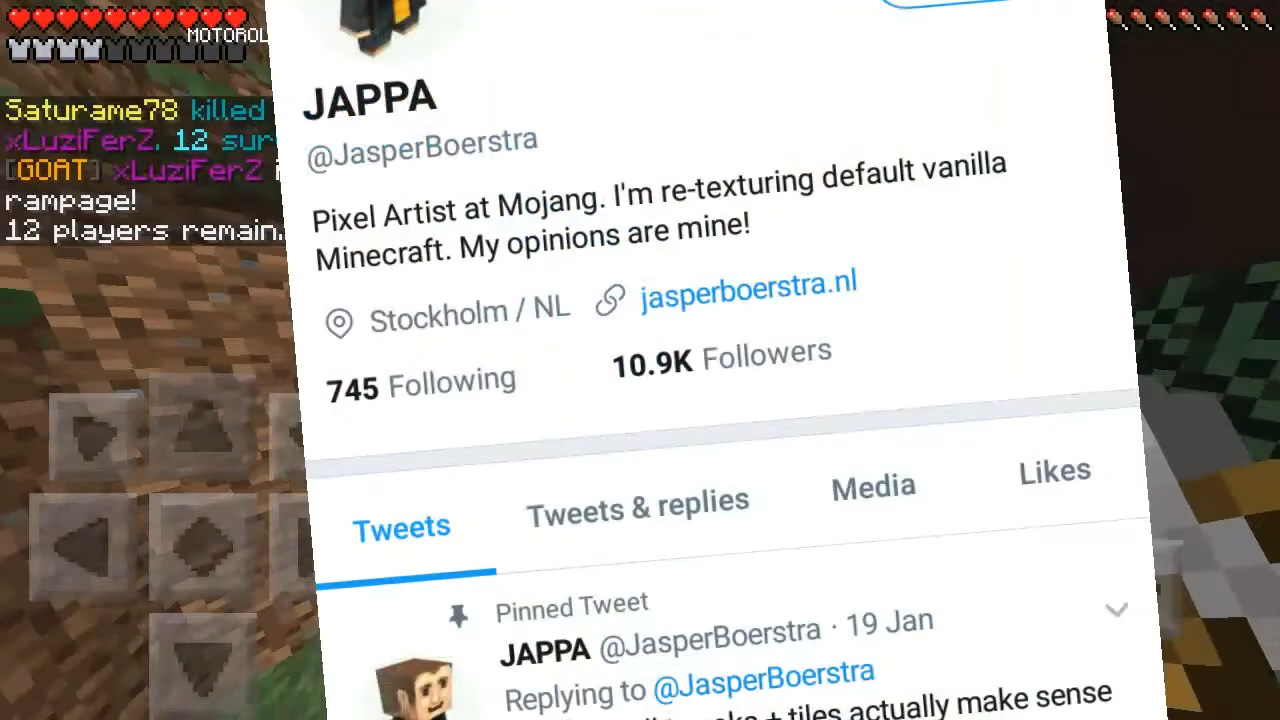 MOTOROL
Saturame78 killed
xLuziFerZ. 12 sur
[GOAT] xLuziFerZ
rampage!
12 players remain.
JAPPA
@JasperBoerstra
Pixel Artist at Mojang. I'm re-texturing default vanilla
Minecraft. My opinions are mine!
Stockholm / NL jasperboerstra.nl
745 Following 10.9K Followers
Tweets Tweets & replies Media Likes
Pinned Tweet
JAPPA @JasperBoerstra · 19 Jan
Replying to @JasperBoerstra
+ tiles actually make sense